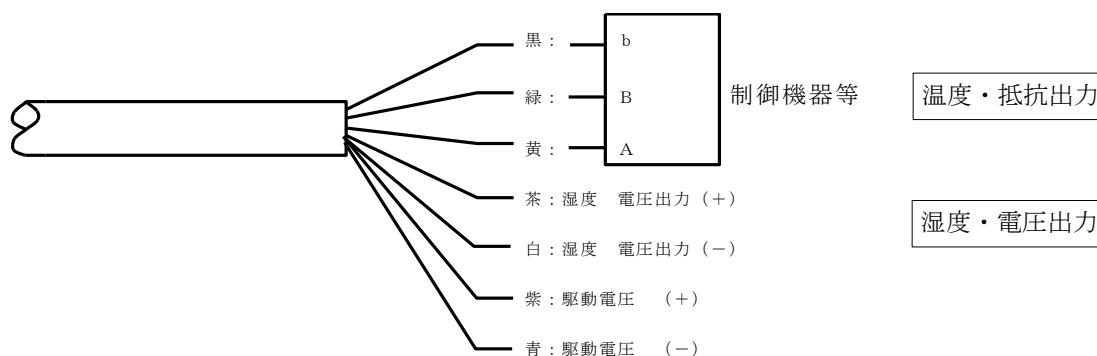 黒： b
緑： B 制御機器等 温度・抵抗出力
黄： A
茶：湿度　電圧出力（＋）
湿度・電圧出力
白：湿度　電圧出力（－）
紫：駆動電圧　（＋）
青：駆動電圧　（－）